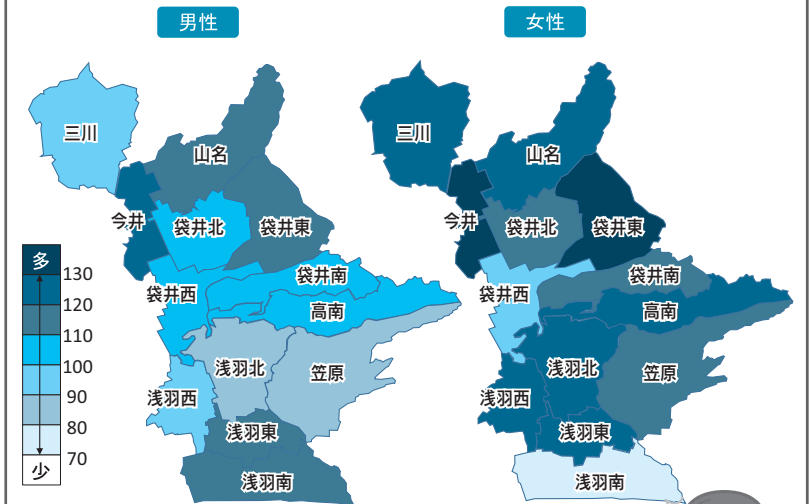 男性
三川
山名
今井
袋井北
袋井東
袋井西
袋井南
高南
浅羽北
笠原
浅羽西
浅羽東
浅羽南
女性
三川
山名
今井
袋井北
袋井東
袋井西
袋井南
高南
浅羽北
笠原
浅羽西
浅羽東
浅羽南
多
130
120
110
100
90
80
70
少